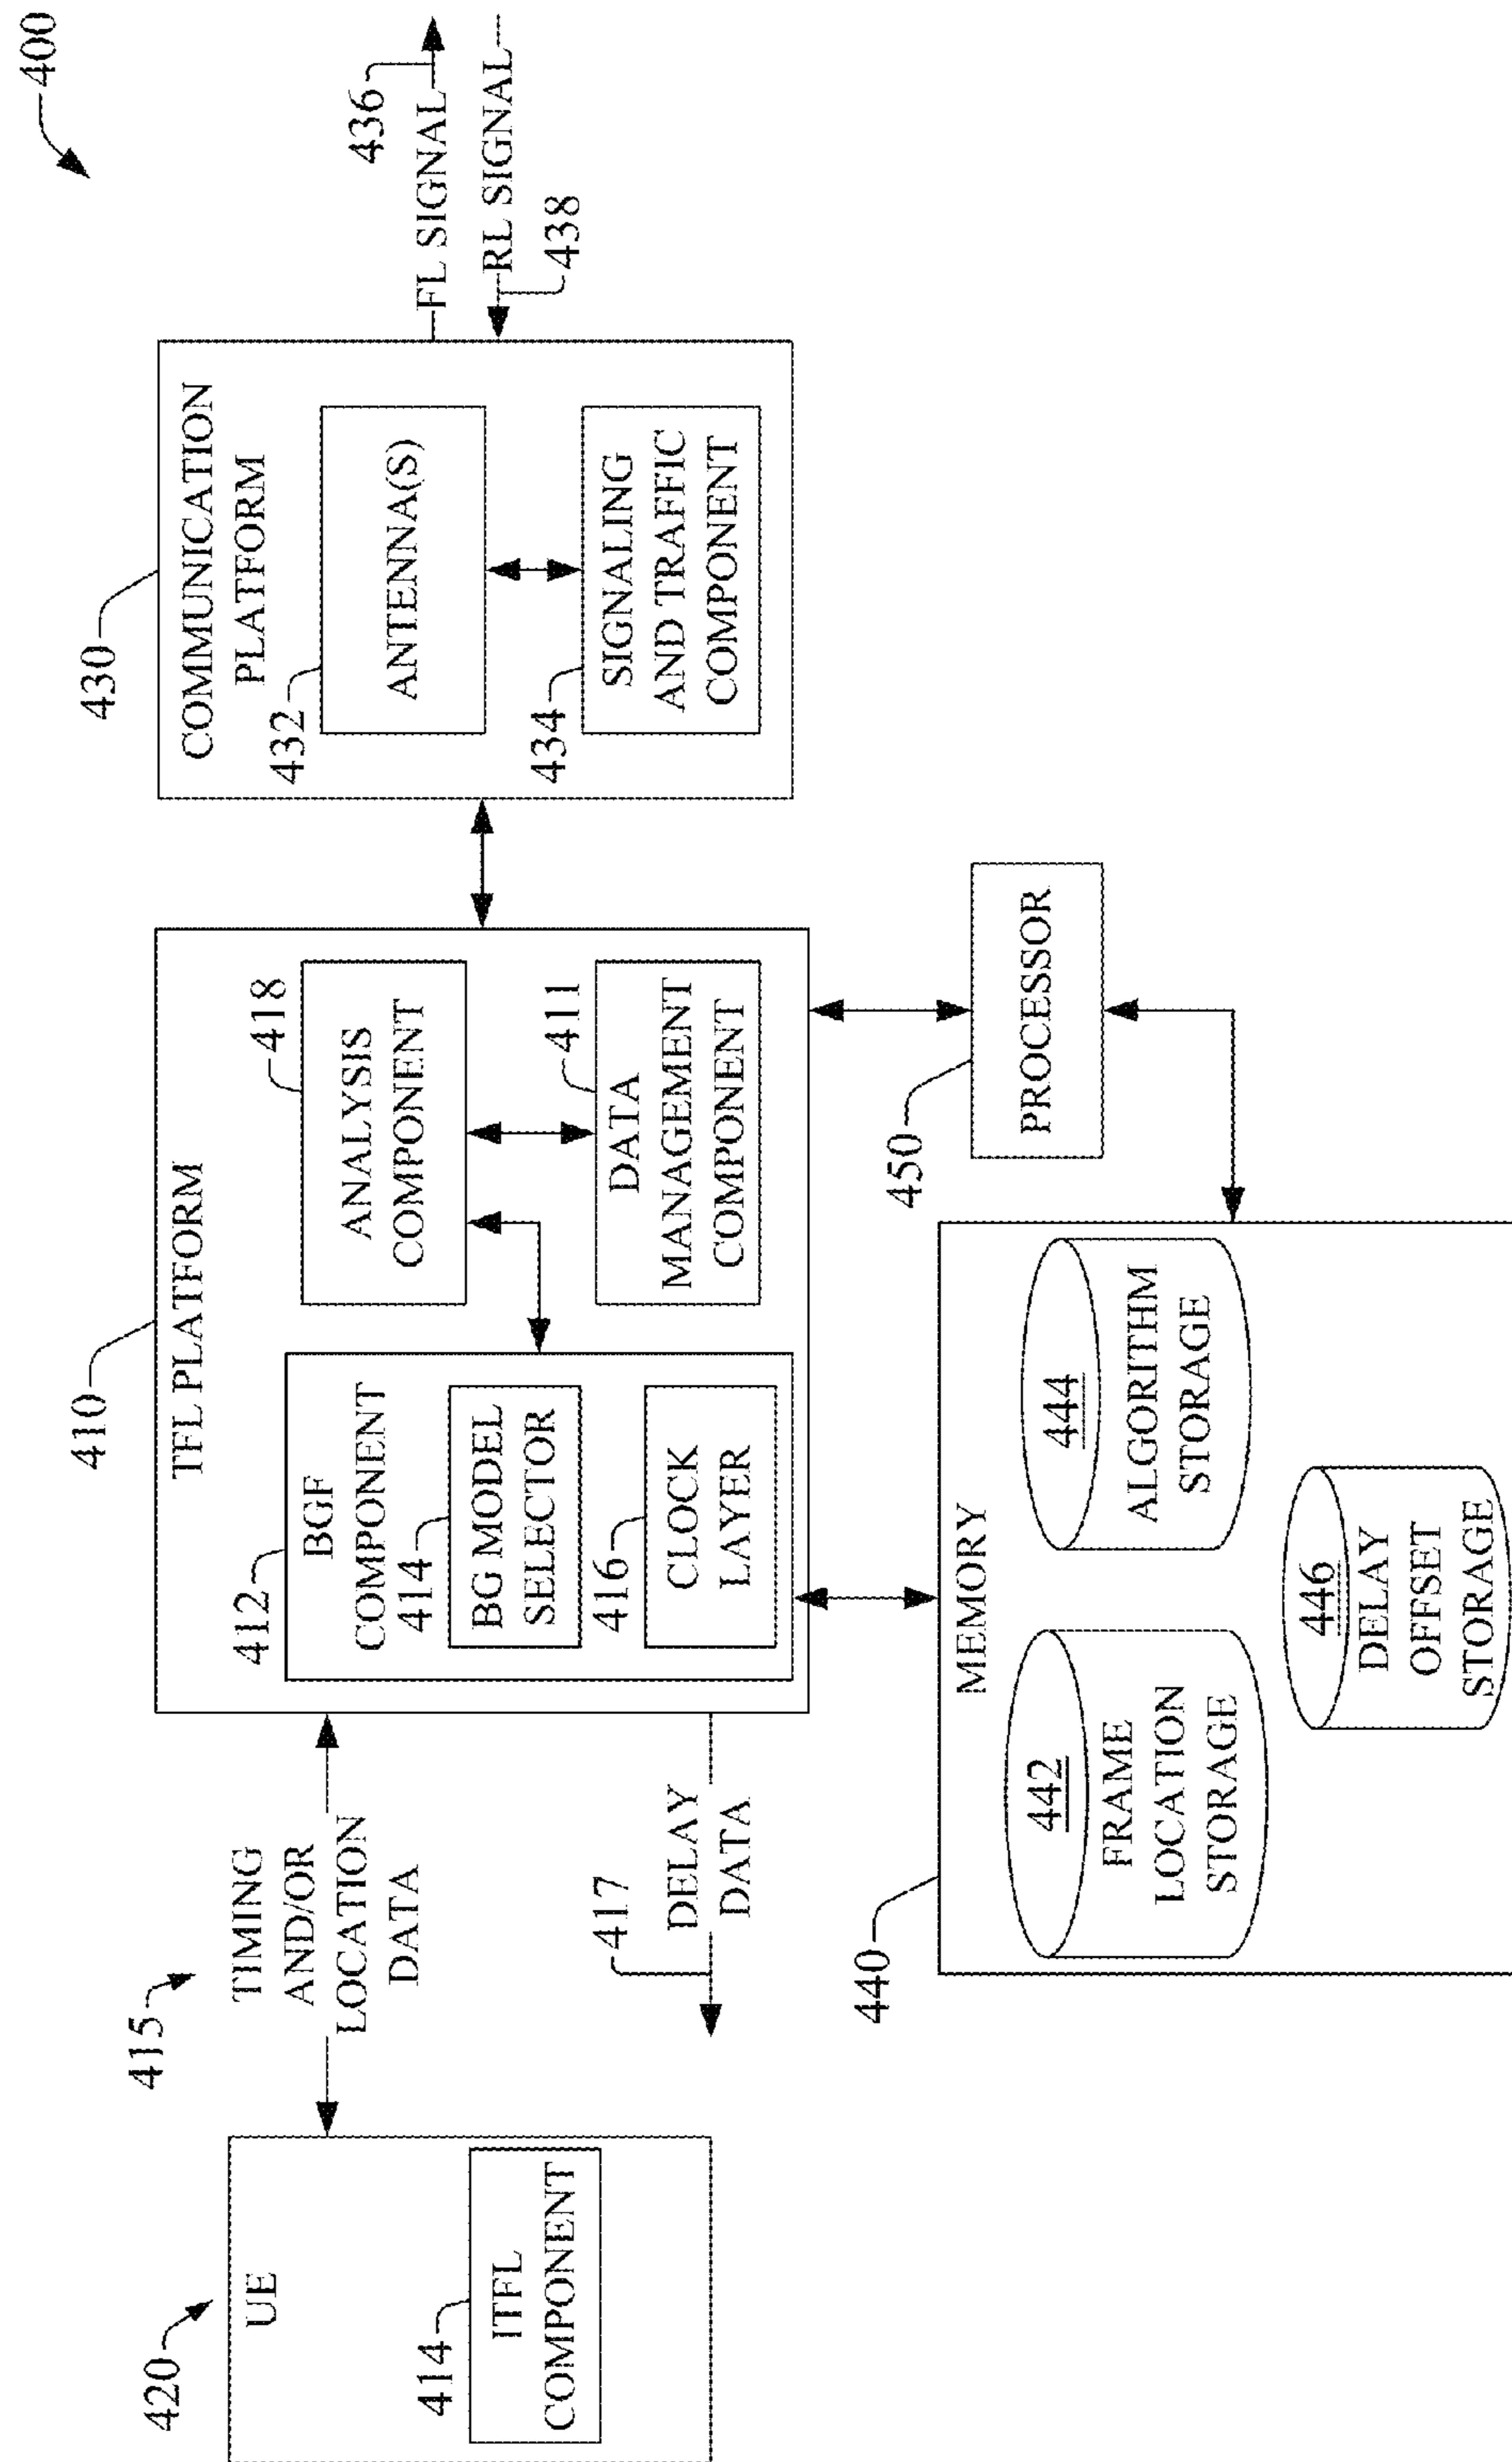 400
420
UE
414
ITFL
COMPONENT
415
TIMING
AND/OR
LOCATION
DATA
417
DELAY
DATA
410
TFL PLATFORM
412
BGF
COMPONENT
414
BG MODEL
SELECTOR
416
CLOCK
LAYER
418
ANALYSIS
COMPONENT
411
DATA
MANAGEMENT
COMPONENT
430
COMMUNICATION
PLATFORM
432
ANTENNA(S)
434
SIGNALING
AND TRAFFIC
COMPONENT
436
FL SIGNAL
RL SIGNAL
438
450
PROCESSOR
440
MEMORY
442
FRAME
LOCATION
STORAGE
444
ALGORITHM
STORAGE
446
DELAY
OFFSET
STORAGE